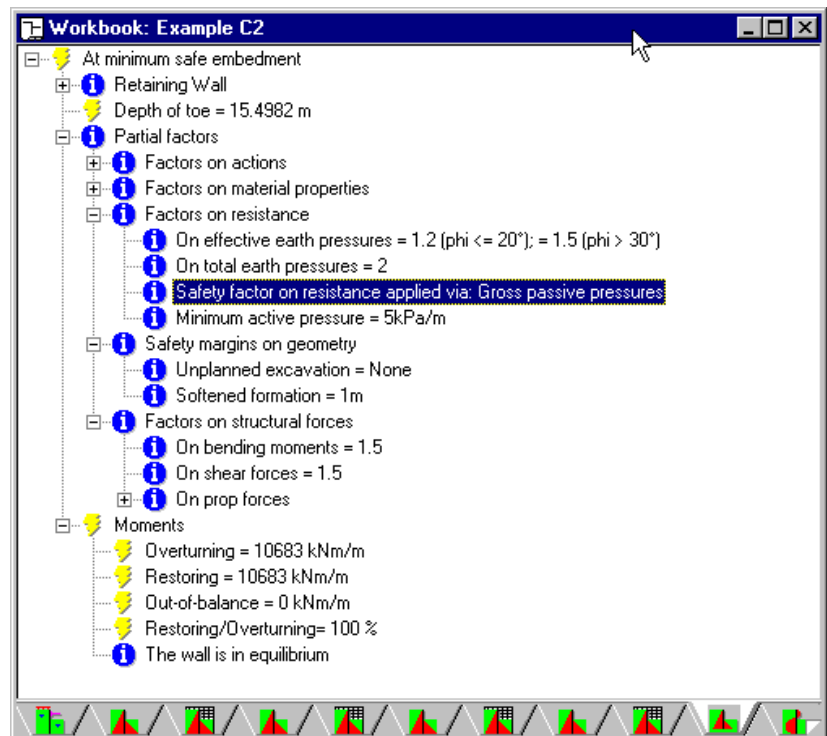 Workbook: Example C2
At minimum safe embedment
Retaining Wall
Depth of toe = 15.4982 m
Partial factors
Factors on actions
Factors on material properties
Factors on resistance
On effective earth pressures = 1.2 (phi <= 20°); = 1.5 (phi > 30°)
On total earth pressures = 2
Safety factor on resistance applied via: Gross passive pressures
Minimum active pressure = 5kPa/m
Safety margins on geometry
Unplanned excavation = None
Softened formation = 1m
Factors on structural forces
On bending moments = 1.5
On shear forces = 1.5
On prop forces
Moments
Overturning = 10683 kNm/m
Restoring = 10683 kNm/m
Out-of-balance = 0 kNm/m
Restoring/Overturning= 100 %
The wall is in equilibrium